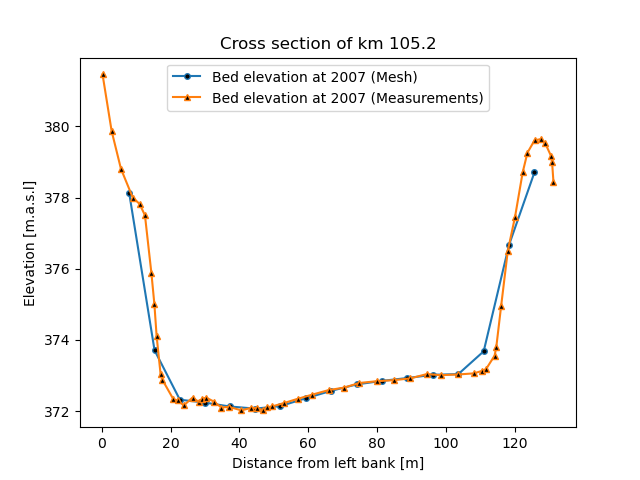 Cross section of km 105.2
Bed elevation at 2007 (Mesh)
Bed elevation at 2007 (Measurements)
Elevation [m.a.s.l]
380
378
376
374
372
0 20 40 60 80 100 120
Distance from left bank [m]